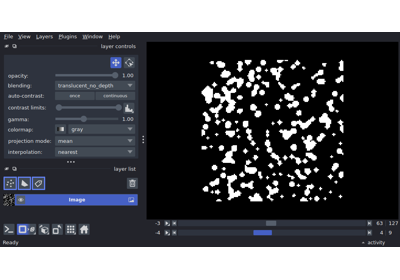 File View Layers Plugins Window Help
layer controls
opacity: 1.00
blending: translucent_no_depth
auto-contrast: once continuous
contrast limits:
gamma: 1.00
colormap: gray
projection mode: mean
interpolation: nearest
layer list
Image
-3 63 127
-4 4 9
Ready activity